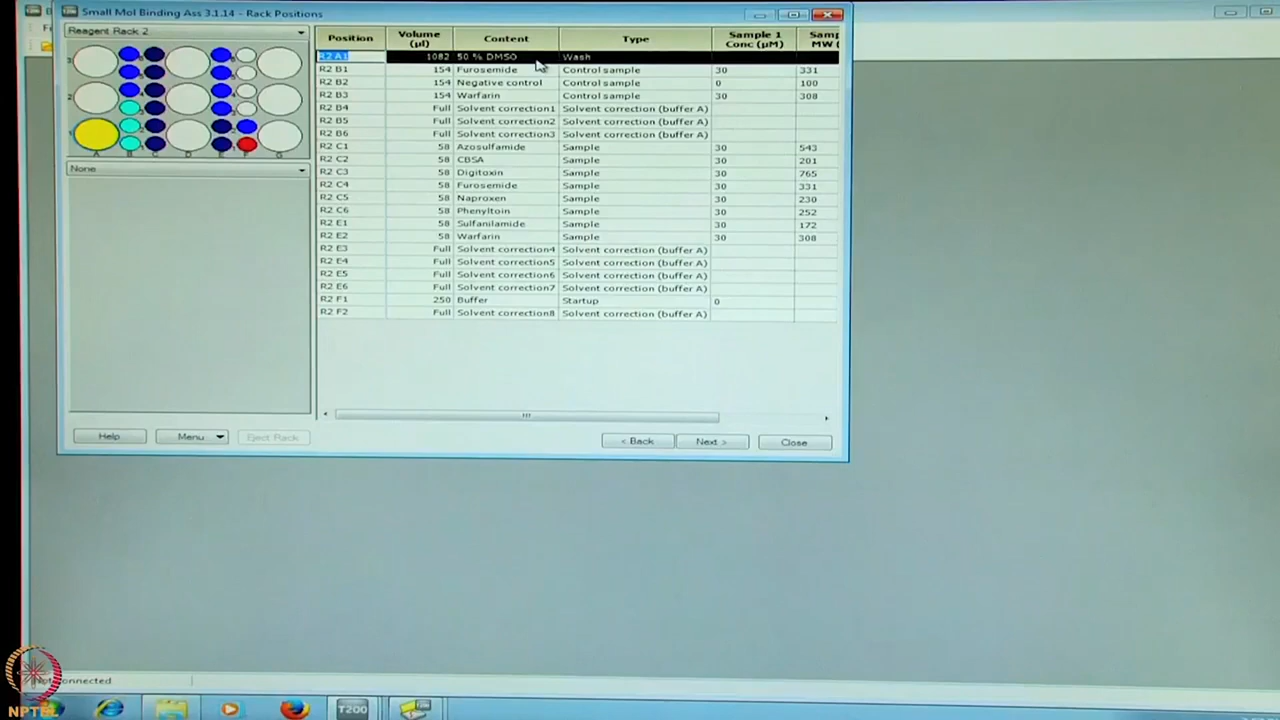 Small Mol Binding Ass 3.1.14 - Rack Positions
Reagent Rack 2
A B C D E F G
None
Position Volume (µl) Content Type Sample 1 Conc (µM) Samp MW (
R2 A1 1082 50 % DMSO Wash
R2 B1 154 Furosemide Control sample 30 331
R2 B2 154 Negative control Control sample 0 100
R2 B3 154 Warfarin Control sample 30 308
R2 B4 Full Solvent correction1 Solvent correction (buffer A)
R2 B5 Full Solvent correction2 Solvent correction (buffer A)
R2 B6 Full Solvent correction3 Solvent correction (buffer A)
R2 C1 58 Azosulfamide Sample 30 543
R2 C2 58 CBSA Sample 30 201
R2 C3 58 Digitoxin Sample 30 765
R2 C4 58 Furosemide Sample 30 331
R2 C5 58 Naproxen Sample 30 230
R2 C6 58 Phenyltoin Sample 30 252
R2 E1 58 Sulfanilamide Sample 30 172
R2 E2 58 Warfarin Sample 30 308
R2 E3 Full Solvent correction4 Solvent correction (buffer A)
R2 E4 Full Solvent correction5 Solvent correction (buffer A)
R2 E5 Full Solvent correction6 Solvent correction (buffer A)
R2 E6 Full Solvent correction7 Solvent correction (buffer A)
R2 F1 250 Buffer Startup 0
R2 F2 Full Solvent correction8 Solvent correction (buffer A)
Help Menu Eject Rack < Back Next > Close
connected
NPTEL
T200